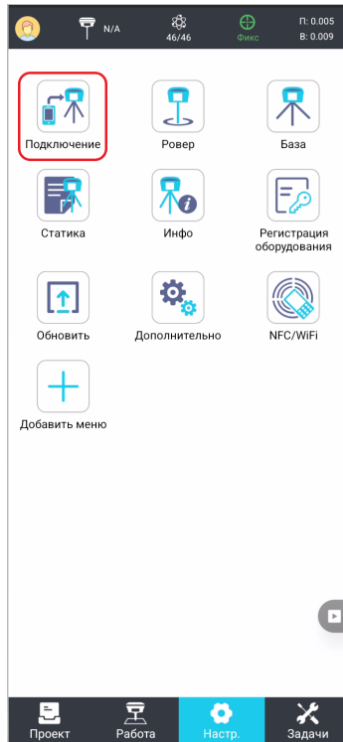 N/A
46/46
Фикс
П: 0.005
В: 0.009
Подключение
Ровер
База
Статика
Инфо
Регистрация
оборудования
Обновить
Дополнительно
NFC/WiFi
Добавить меню
Проект
Работа
Настр.
Задачи